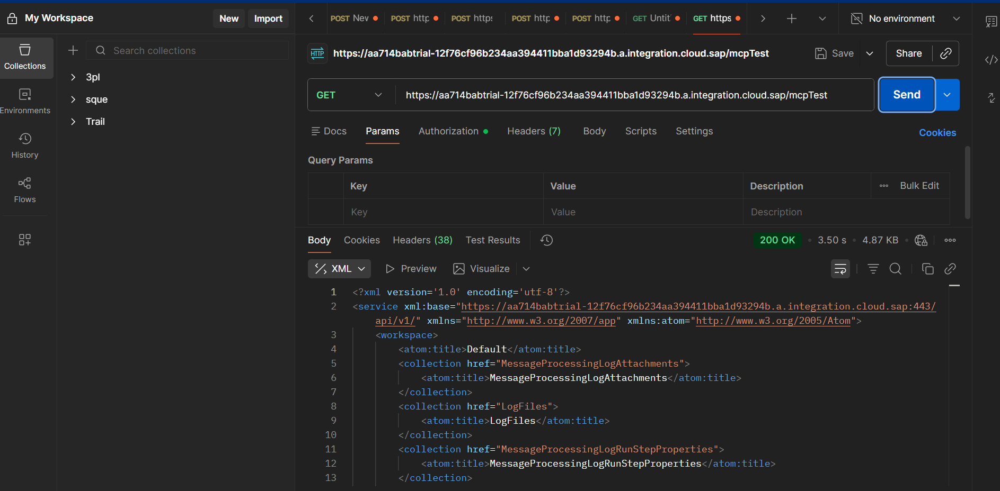 My Workspace
New
Import
POST New
POST http
POST https
POST http
POST http
GET Untit
GET https
No environment
Collections
Environments
History
Flows
Search collections
3pl
sque
Trail
HTTP
https://aa714babtrial-12f76cf96b234aa394411bba1d93294b.a.integration.cloud.sap/mcpTest
Save
Share
GET
https://aa714babtrial-12f76cf96b234aa394411bba1d93294b.a.integration.cloud.sap/mcpTest
Send
Docs
Params
Authorization
Headers (7)
Body
Scripts
Settings
Cookies
Query Params
Key
Value
Description
Bulk Edit
Key
Value
Description
Body
Cookies
Headers (38)
Test Results
200 OK
3.50 s
4.87 KB
XML
Preview
Visualize
1 <?xml version='1.0' encoding='utf-8'?>
2 <service xml:base="https://aa714babtrial-12f76cf96b234aa394411bba1d93294b.a.integration.cloud.sap:443/
api/v1/" xmlns="http://www.w3.org/2007/app" xmlns:atom="http://www.w3.org/2005/Atom">
3 <workspace>
4 <atom:title>Default</atom:title>
5 <collection href="MessageProcessingLogAttachments">
6 <atom:title>MessageProcessingLogAttachments</atom:title>
7 </collection>
8 <collection href="LogFiles">
9 <atom:title>LogFiles</atom:title>
10 </collection>
11 <collection href="MessageProcessingLogRunStepProperties">
12 <atom:title>MessageProcessingLogRunStepProperties</atom:title>
13 </collection>